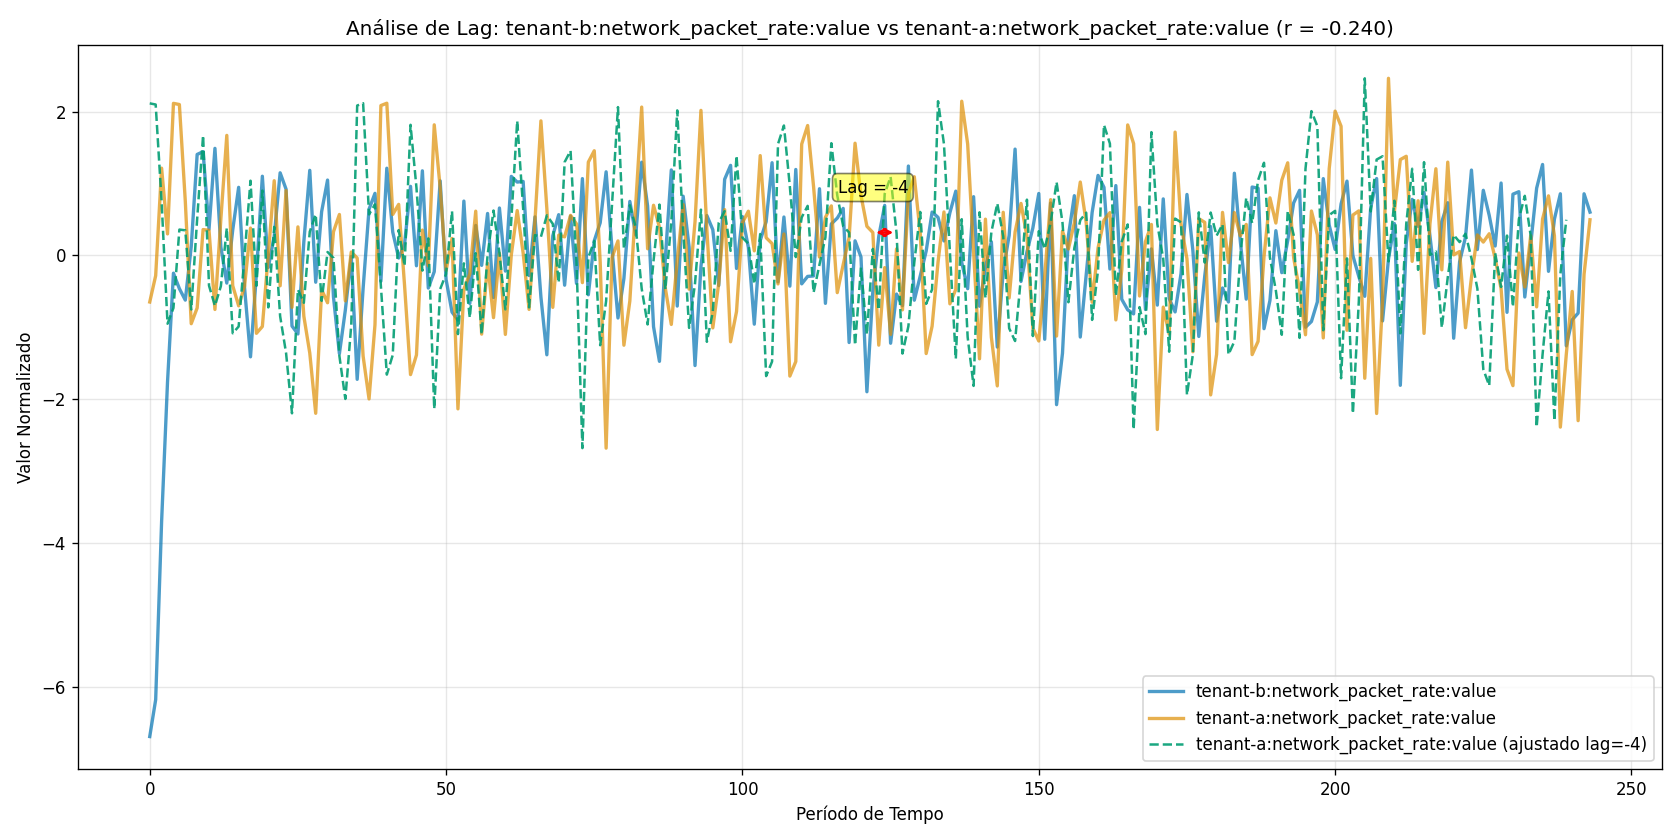 Análise de Lag: tenant-b:network_packet_rate:value vs tenant-a:network_packet_rate:value (r = -0.240)
Valor Normalizado
2
0
−2
−4
−6
Lag = -4
tenant-b:network_packet_rate:value
tenant-a:network_packet_rate:value
tenant-a:network_packet_rate:value (ajustado lag=-4)
0 50 100 150 200 250
Período de Tempo